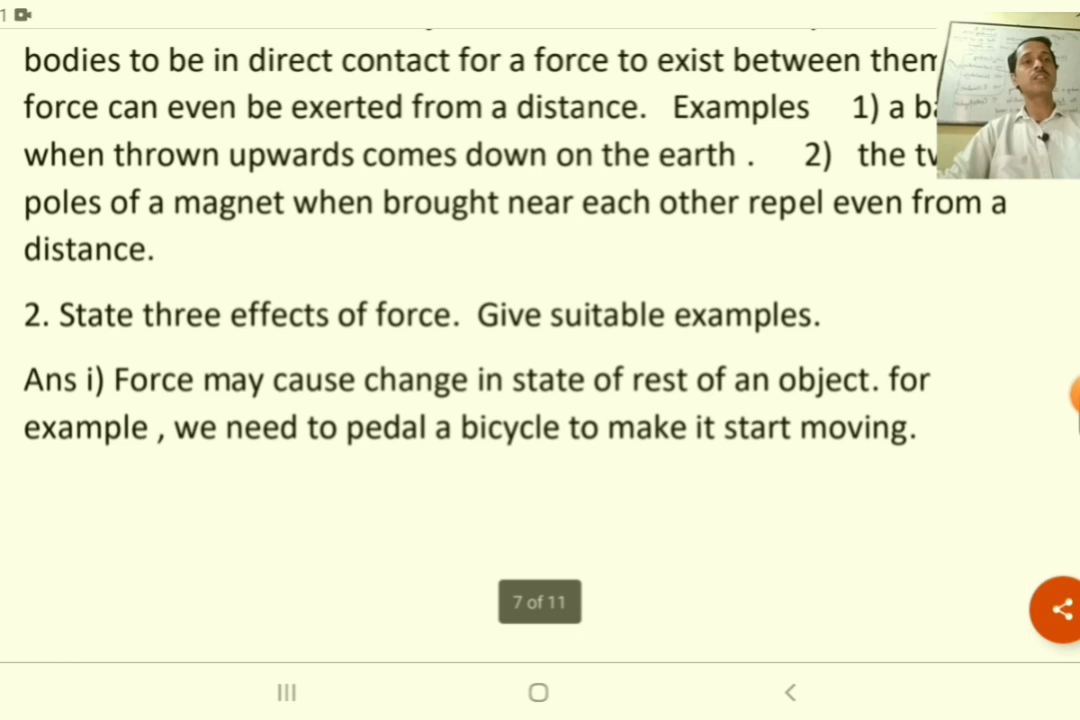 1
bodies to be in direct contact for a force to exist between them
force can even be exerted from a distance. Examples 1) a
when thrown upwards comes down on the earth . 2) the
poles of a magnet when brought near each other repel even from a
distance.
2. State three effects of force. Give suitable examples.
Ans i) Force may cause change in state of rest of an object. for
example , we need to pedal a bicycle to make it start moving.
7 of 11